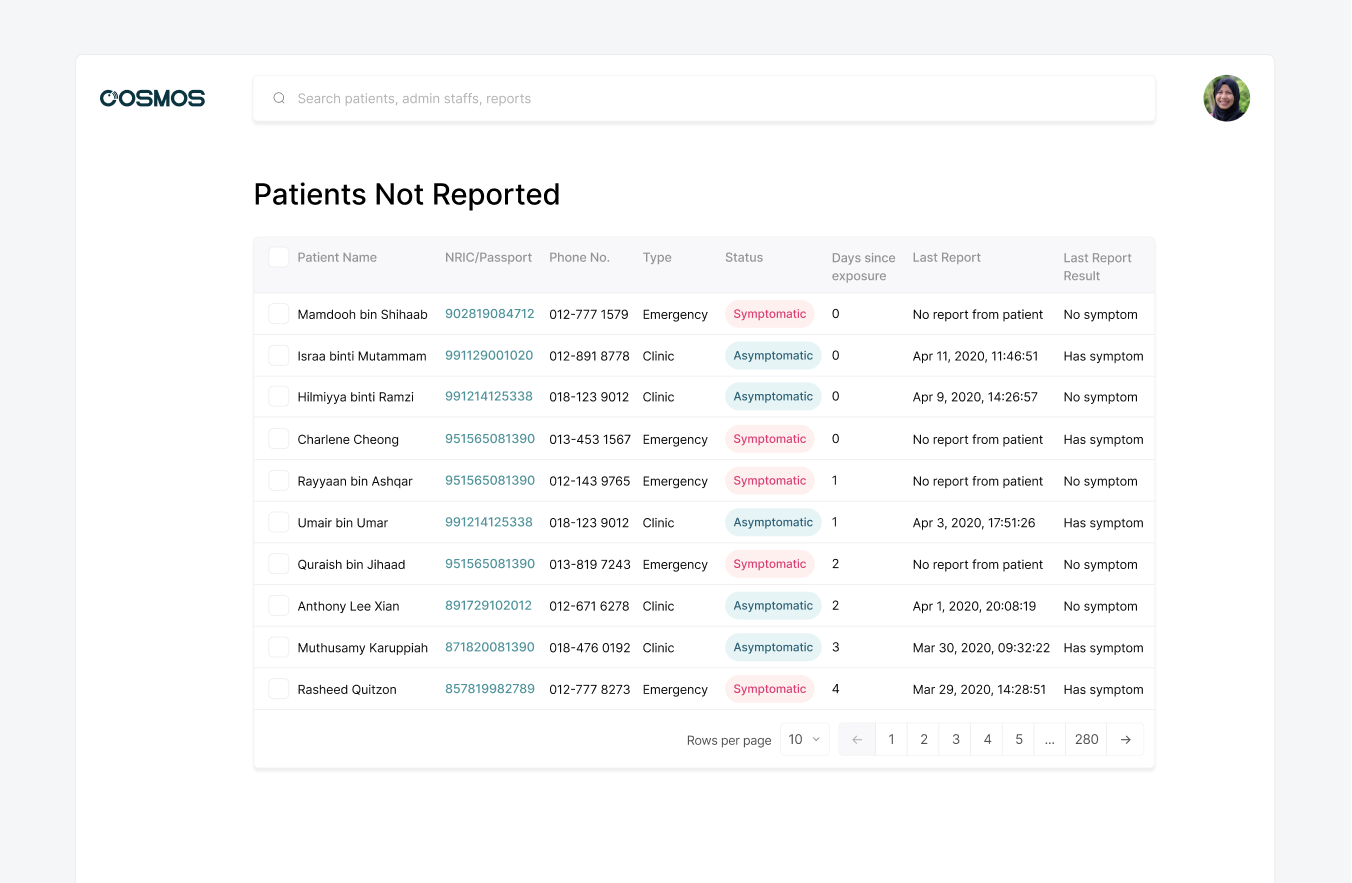 COSMOS
Search patients, admin staffs, reports
Patients Not Reported
Patient Name NRIC/Passport Phone No. Type Status Days since exposure Last Report Last Report Result
Mamdooh bin Shihaab 902819084712 012-777 1579 Emergency Symptomatic 0 No report from patient No symptom
Israa binti Mutammam 991129001020 012-891 8778 Clinic Asymptomatic 0 Apr 11, 2020, 11:46:51 Has symptom
Hilmiyya binti Ramzi 991214125338 018-123 9012 Clinic Asymptomatic 0 Apr 9, 2020, 14:26:57 No symptom
Charlene Cheong 951565081390 013-453 1567 Emergency Symptomatic 0 No report from patient Has symptom
Rayyaan bin Ashqar 951565081390 012-143 9765 Emergency Symptomatic 1 No report from patient No symptom
Umair bin Umar 991214125338 018-123 9012 Clinic Asymptomatic 1 Apr 3, 2020, 17:51:26 Has symptom
Quraish bin Jihaad 951565081390 013-819 7243 Emergency Symptomatic 2 No report from patient No symptom
Anthony Lee Xian 891729102012 012-671 6278 Clinic Asymptomatic 2 Apr 1, 2020, 20:08:19 No symptom
Muthusamy Karuppiah 871820081390 018-476 0192 Clinic Asymptomatic 3 Mar 30, 2020, 09:32:22 Has symptom
Rasheed Quitzon 857819982789 012-777 8273 Emergency Symptomatic 4 Mar 29, 2020, 14:28:51 Has symptom
Rows per page 10 ← 1 2 3 4 5 ... 280 →